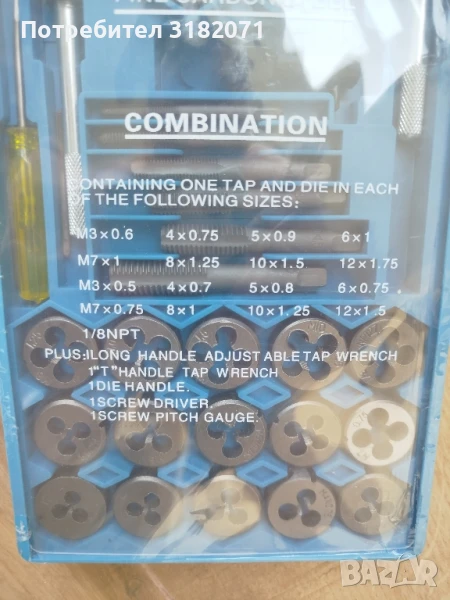 Потребител 3182071
FINE CARBON
COMBINATION
CONTAINING ONE TAP AND DIE IN EACH
OF THE FOLLOWING SIZES:
M3×0.6 4×0.75 5×0.9 6×1
M7×1 8×1.25 10×1.5 12×1.75
M3×0.5 4×0.7 5×0.8 6×0.75
M7×0.75 8×1 10×1.25 12×1.5
1/8NPT
PLUS:1LONG HANDLE ADJUSTABLE TAP WRENCH
1"T"HANDLE TAP WRENCH
1DIE HANDLE.
1SCREW DRIVER.
1SCREW PITCH GAUGE.
BAZAR